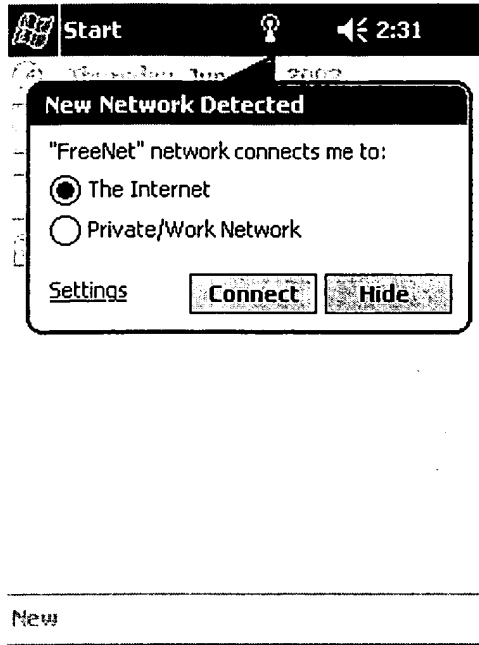 Start 2:31
New Network Detected
"FreeNet" network connects me to:
The Internet
Private/Work Network
Settings Connect Hide
New